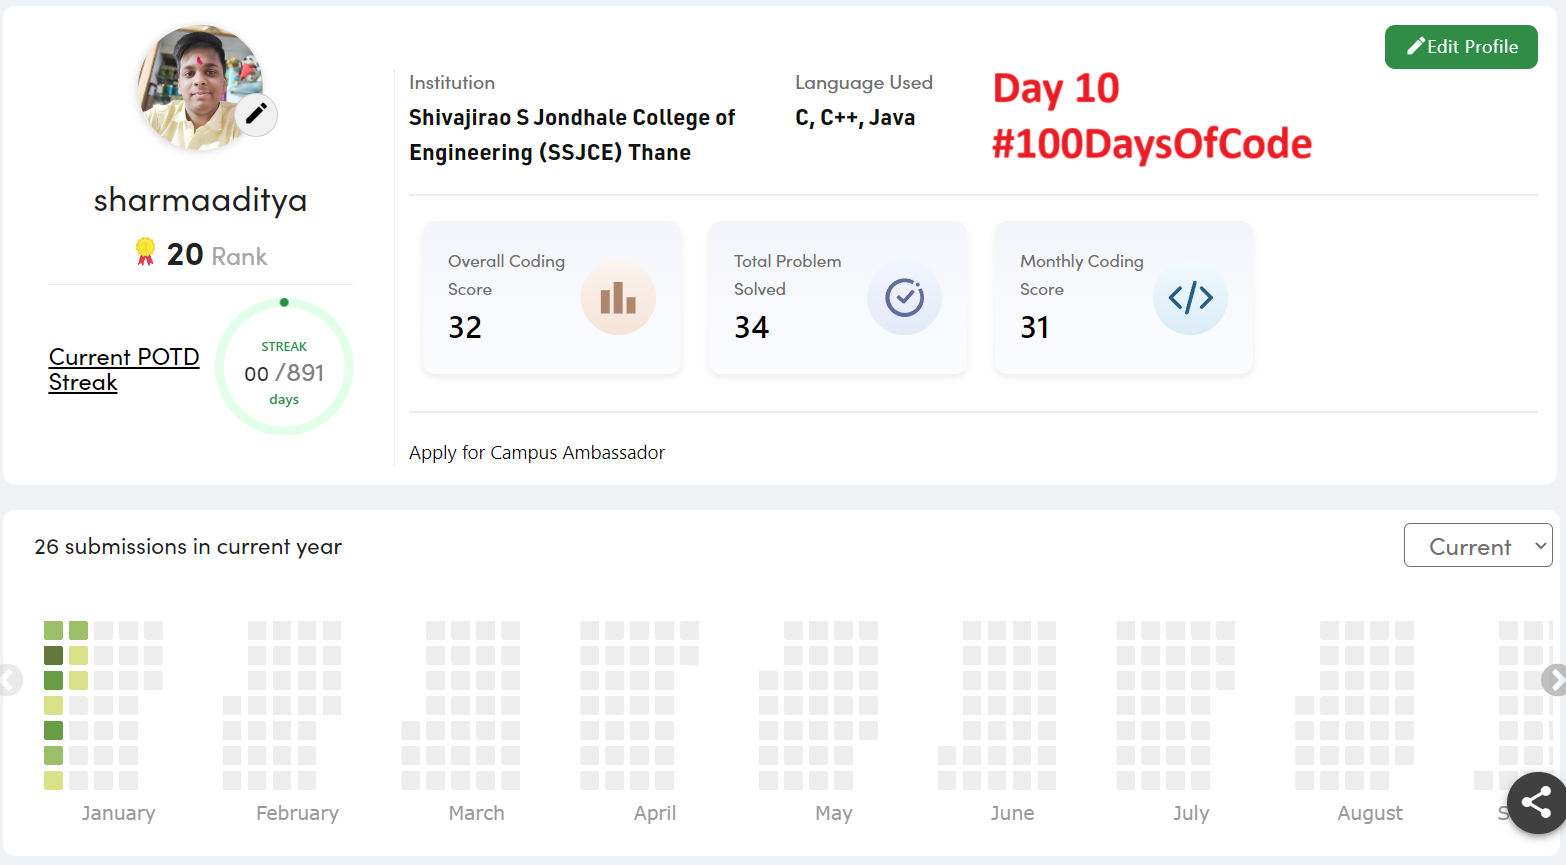 Edit Profile
Institution
Shivajirao S Jondhale College of
Engineering (SSJCE) Thane
Language Used
C, C++, Java
Day 10
#100DaysOfCode
sharmaaditya
20 Rank
Current POTD
Streak
STREAK
00 /891
days
Overall Coding
Score
32
Total Problem
Solved
34
Monthly Coding
Score
31
Apply for Campus Ambassador
26 submissions in current year
Current
January February March April May June July August S